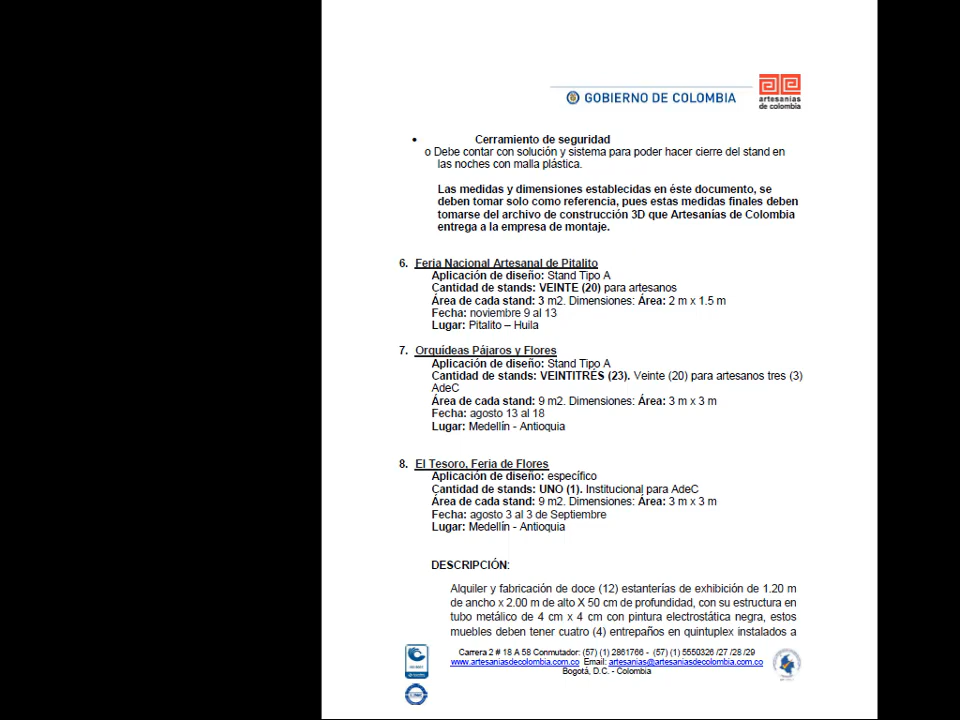 GOBIERNO DE COLOMBIA
artesanías
de colombia
• Cerramiento de seguridad
o Debe contar con solución y sistema para poder hacer cierre del stand en
las noches con malla plástica.
Las medidas y dimensiones establecidas en éste documento, se
deben tomar solo como referencia, pues estas medidas finales deben
tomarse del archivo de construcción 3D que Artesanías de Colombia
entrega a la empresa de montaje.
6. Feria Nacional Artesanal de Pitalito
Aplicación de diseño: Stand Tipo A
Cantidad de stands: VEINTE (20) para artesanos
Área de cada stand: 3 m2. Dimensiones: Área: 2 m x 1.5 m
Fecha: noviembre 9 al 13
Lugar: Pitalito – Huila
7. Orquídeas Pájaros y Flores
Aplicación de diseño: Stand Tipo A
Cantidad de stands: VEINTITRÉS (23). Veinte (20) para artesanos tres (3)
AdeC
Área de cada stand: 9 m2. Dimensiones: Área: 3 m x 3 m
Fecha: agosto 13 al 18
Lugar: Medellín - Antioquia
8. El Tesoro, Feria de Flores
Aplicación de diseño: específico
Cantidad de stands: UNO (1). Institucional para AdeC
Área de cada stand: 9 m2. Dimensiones: Área: 3 m x 3 m
Fecha: agosto 3 al 3 de Septiembre
Lugar: Medellín - Antioquia
DESCRIPCIÓN:
Alquiler y fabricación de doce (12) estanterías de exhibición de 1.20 m
de ancho x 2.00 m de alto X 50 cm de profundidad, con su estructura en
tubo metálico de 4 cm x 4 cm con pintura electrostática negra, estos
muebles deben tener cuatro (4) entrepaños en quintuplex instalados a
Carrera 2 # 18 A 58 Conmutador: (57) (1) 2861766 - (57) (1) 5550326 /27 /28 /29
www.artesaniasdecolombia.com.co Email: artesanias@artesaniasdecolombia.com.co
Bogotá, D.C. - Colombia